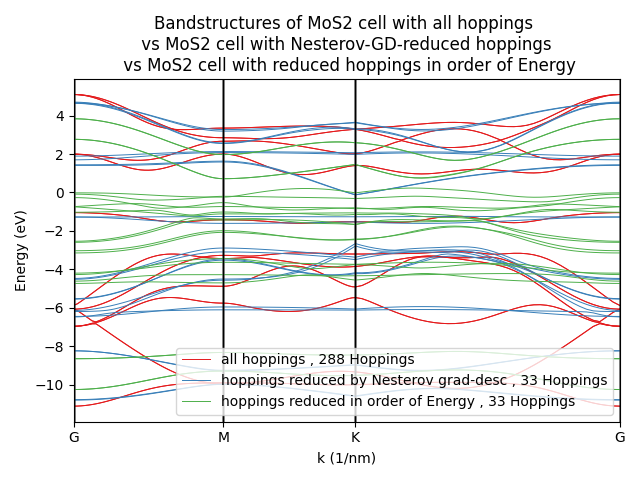 Bandstructures of MoS2 cell with all hoppings
vs MoS2 cell with Nesterov-GD-reduced hoppings
vs MoS2 cell with reduced hoppings in order of Energy
4
2
0
−2
−4
−6
−8
−10
Energy (eV)
all hoppings , 288 Hoppings
hoppings reduced by Nesterov grad-desc , 33 Hoppings
hoppings reduced in order of Energy , 33 Hoppings
G M K G
k (1/nm)